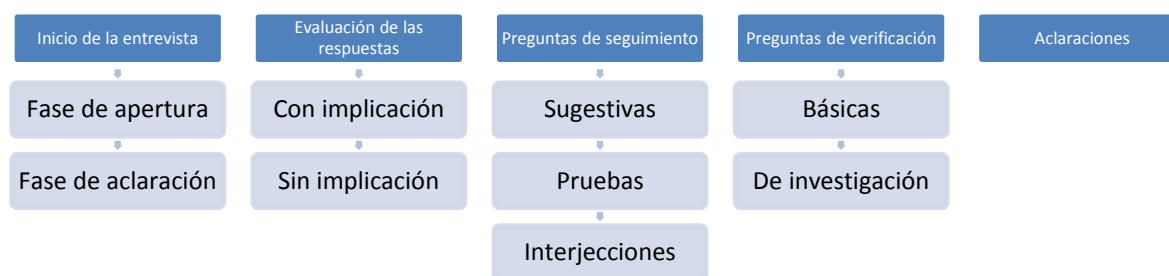 Inicio de la entrevista
Fase de apertura
Fase de aclaración
Evaluación de las
respuestas
Con implicación
Sin implicación
Preguntas de seguimiento
Sugestivas
Pruebas
Interjecciones
Preguntas de verificación
Básicas
De investigación
Aclaraciones